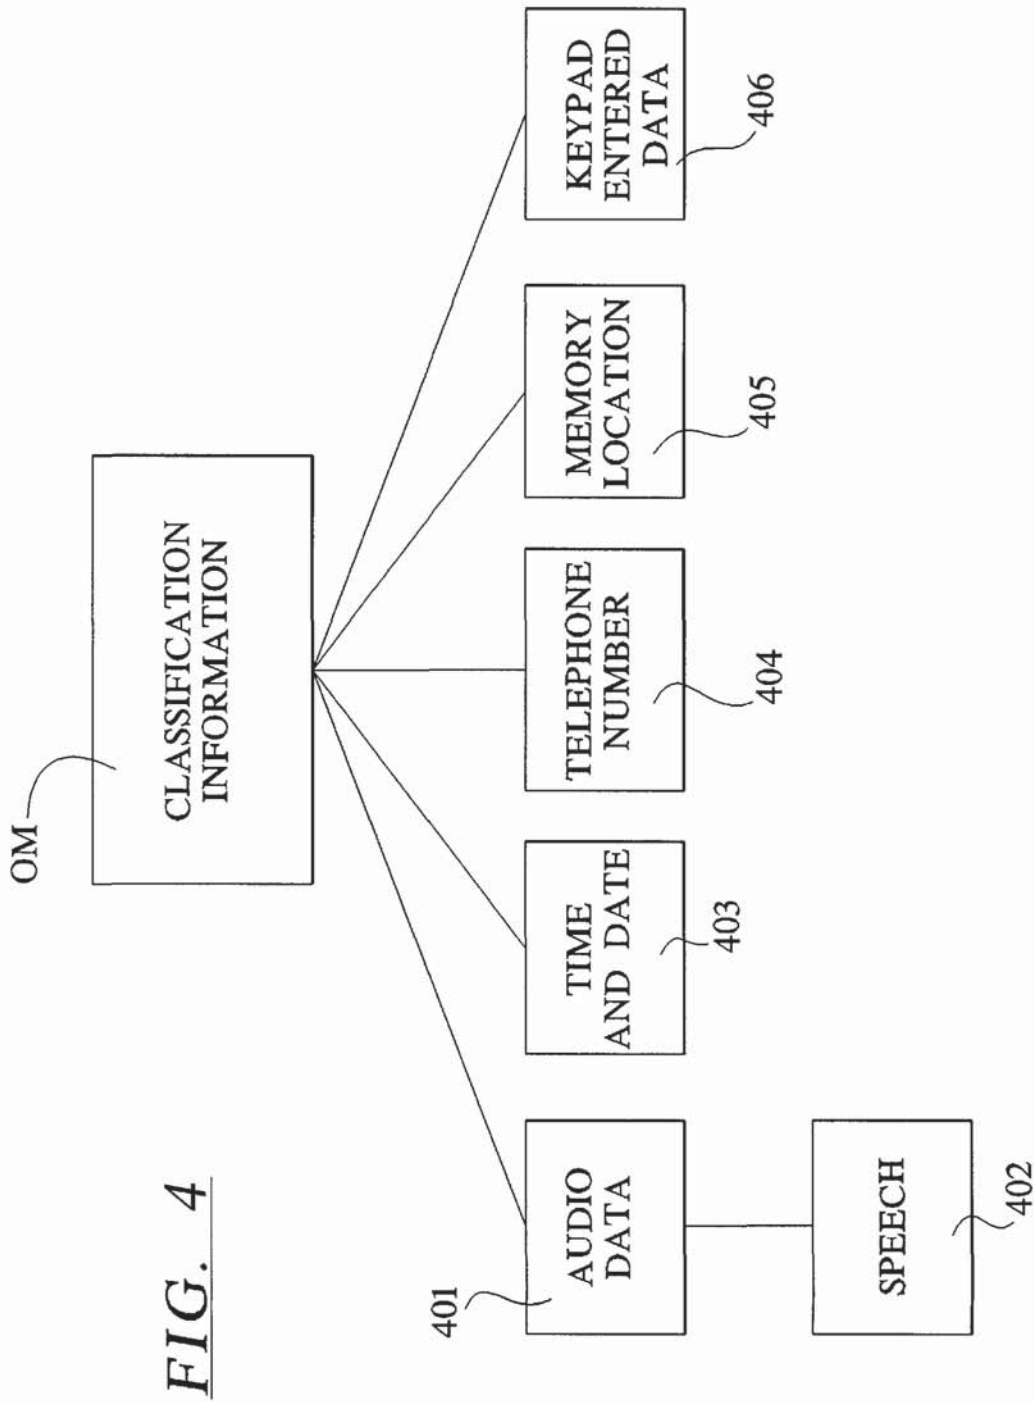 FIG. 4
OM
CLASSIFICATION
INFORMATION
401
AUDIO
DATA
TIME
AND DATE
403
TELEPHONE
NUMBER
404
MEMORY
LOCATION
405
KEYPAD
ENTERED
DATA
406
SPEECH
402